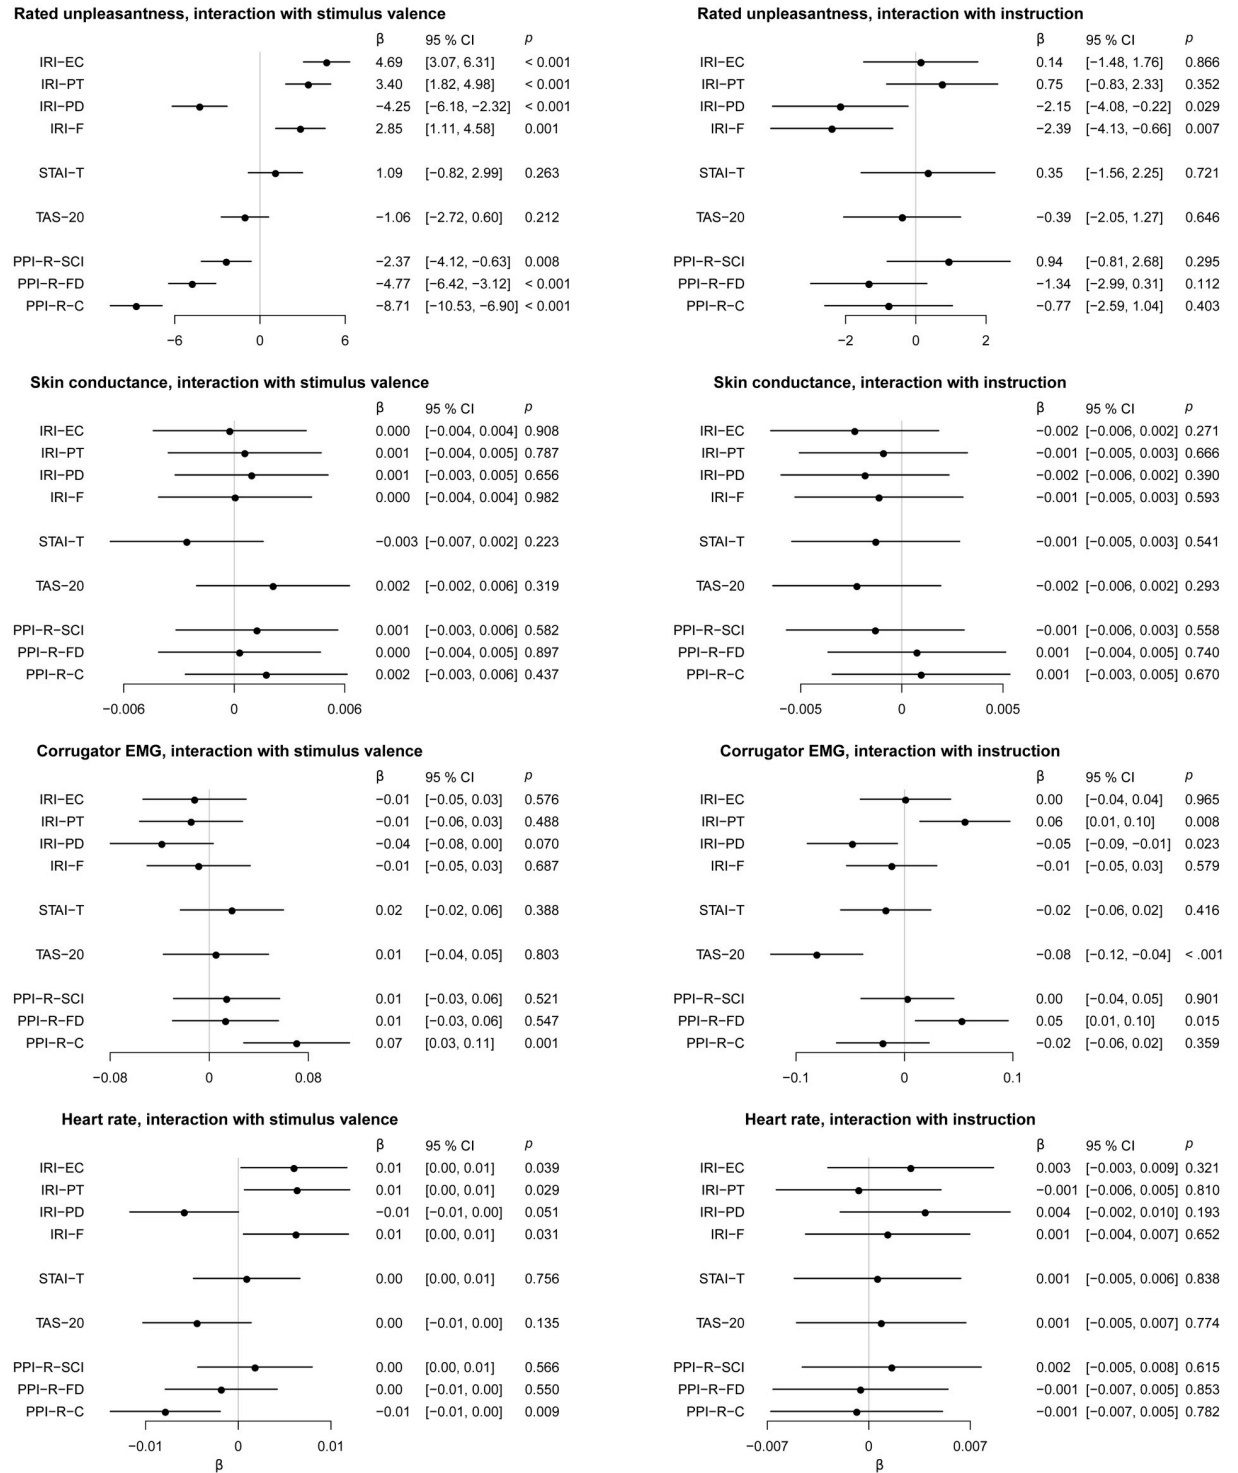 Rated unpleasantness, interaction with stimulus valence
β 95 % CI p
IRI−EC 4.69 [3.07, 6.31] < 0.001
IRI−PT 3.40 [1.82, 4.98] < 0.001
IRI−PD −4.25 [−6.18, −2.32] < 0.001
IRI−F 2.85 [1.11, 4.58] 0.001
STAI−T 1.09 [−0.82, 2.99] 0.263
TAS−20 −1.06 [−2.72, 0.60] 0.212
PPI−R−SCI −2.37 [−4.12, −0.63] 0.008
PPI−R−FD −4.77 [−6.42, −3.12] < 0.001
PPI−R−C −8.71 [−10.53, −6.90] < 0.001
−6 0 6
Rated unpleasantness, interaction with instruction
β 95 % CI p
IRI−EC 0.14 [−1.48, 1.76] 0.866
IRI−PT 0.75 [−0.83, 2.33] 0.352
IRI−PD −2.15 [−4.08, −0.22] 0.029
IRI−F −2.39 [−4.13, −0.66] 0.007
STAI−T 0.35 [−1.56, 2.25] 0.721
TAS−20 −0.39 [−2.05, 1.27] 0.646
PPI−R−SCI 0.94 [−0.81, 2.68] 0.295
PPI−R−FD −1.34 [−2.99, 0.31] 0.112
PPI−R−C −0.77 [−2.59, 1.04] 0.403
−2 0 2
Skin conductance, interaction with stimulus valence
β 95 % CI p
IRI−EC 0.000 [−0.004, 0.004] 0.908
IRI−PT 0.001 [−0.004, 0.005] 0.787
IRI−PD 0.001 [−0.003, 0.005] 0.656
IRI−F 0.000 [−0.004, 0.004] 0.982
STAI−T −0.003 [−0.007, 0.002] 0.223
TAS−20 0.002 [−0.002, 0.006] 0.319
PPI−R−SCI 0.001 [−0.003, 0.006] 0.582
PPI−R−FD 0.000 [−0.004, 0.005] 0.897
PPI−R−C 0.002 [−0.003, 0.006] 0.437
−0.006 0 0.006
Skin conductance, interaction with instruction
β 95 % CI p
IRI−EC −0.002 [−0.006, 0.002] 0.271
IRI−PT −0.001 [−0.005, 0.003] 0.666
IRI−PD −0.002 [−0.006, 0.002] 0.390
IRI−F −0.001 [−0.005, 0.003] 0.593
STAI−T −0.001 [−0.005, 0.003] 0.541
TAS−20 −0.002 [−0.006, 0.002] 0.293
PPI−R−SCI −0.001 [−0.006, 0.003] 0.558
PPI−R−FD 0.001 [−0.004, 0.005] 0.740
PPI−R−C 0.001 [−0.003, 0.005] 0.670
−0.005 0 0.005
Corrugator EMG, interaction with stimulus valence
β 95 % CI p
IRI−EC −0.01 [−0.05, 0.03] 0.576
IRI−PT −0.01 [−0.06, 0.03] 0.488
IRI−PD −0.04 [−0.08, 0.00] 0.070
IRI−F −0.01 [−0.05, 0.03] 0.687
STAI−T 0.02 [−0.02, 0.06] 0.388
TAS−20 0.01 [−0.04, 0.05] 0.803
PPI−R−SCI 0.01 [−0.03, 0.06] 0.521
PPI−R−FD 0.01 [−0.03, 0.06] 0.547
PPI−R−C 0.07 [0.03, 0.11] 0.001
−0.08 0 0.08
Corrugator EMG, interaction with instruction
β 95 % CI p
IRI−EC 0.00 [−0.04, 0.04] 0.965
IRI−PT 0.06 [0.01, 0.10] 0.008
IRI−PD −0.05 [−0.09, −0.01] 0.023
IRI−F −0.01 [−0.05, 0.03] 0.579
STAI−T −0.02 [−0.06, 0.02] 0.416
TAS−20 −0.08 [−0.12, −0.04] < .001
PPI−R−SCI 0.00 [−0.04, 0.05] 0.901
PPI−R−FD 0.05 [0.01, 0.10] 0.015
PPI−R−C −0.02 [−0.06, 0.02] 0.359
−0.1 0 0.1
Heart rate, interaction with stimulus valence
β 95 % CI p
IRI−EC 0.01 [0.00, 0.01] 0.039
IRI−PT 0.01 [0.00, 0.01] 0.029
IRI−PD −0.01 [−0.01, 0.00] 0.051
IRI−F 0.01 [0.00, 0.01] 0.031
STAI−T 0.00 [0.00, 0.01] 0.756
TAS−20 0.00 [−0.01, 0.00] 0.135
PPI−R−SCI 0.00 [0.00, 0.01] 0.566
PPI−R−FD 0.00 [−0.01, 0.00] 0.550
PPI−R−C −0.01 [−0.01, 0.00] 0.009
−0.01 0 0.01
β
Heart rate, interaction with instruction
β 95 % CI p
IRI−EC 0.003 [−0.003, 0.009] 0.321
IRI−PT −0.001 [−0.006, 0.005] 0.810
IRI−PD 0.004 [−0.002, 0.010] 0.193
IRI−F 0.001 [−0.004, 0.007] 0.652
STAI−T 0.001 [−0.005, 0.006] 0.838
TAS−20 0.001 [−0.005, 0.007] 0.774
PPI−R−SCI 0.002 [−0.005, 0.008] 0.615
PPI−R−FD −0.001 [−0.007, 0.005] 0.853
PPI−R−C −0.001 [−0.007, 0.005] 0.782
−0.007 0 0.007
β